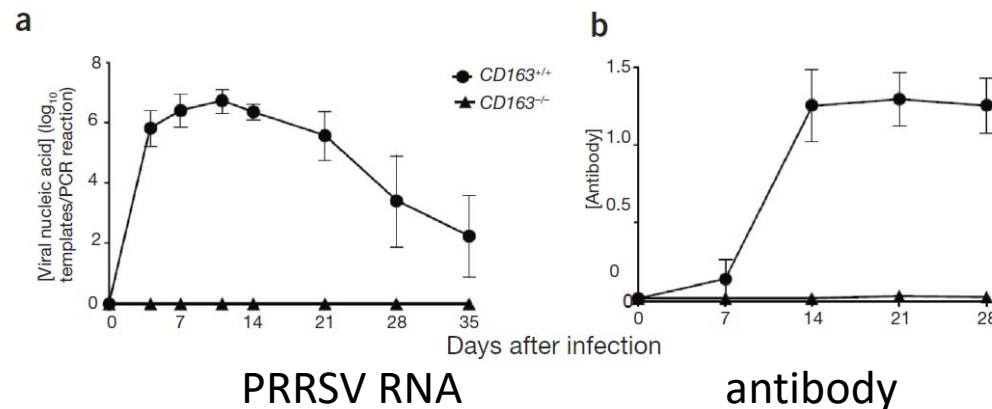 a
[Viral nucleic acid] (log10
templates/PCR reaction)
8
6
4
2
0
0 7 14 21 28 35
CD163+/+
CD163−/−
b
[Antibody]
1.5
1.0
0.5
0
0
0 7 14 21 28
Days after infection
PRRSV RNA
antibody